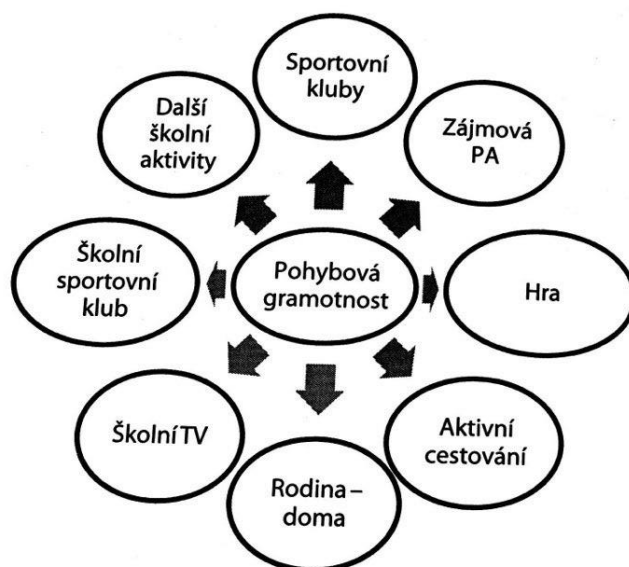 Sportovní
kluby
Další
školní
aktivity
Zájmová
PA
Školní
sportovní
klub
Pohybová
gramotnost
Hra
Školní TV
Aktivní
cestování
Rodina –
doma